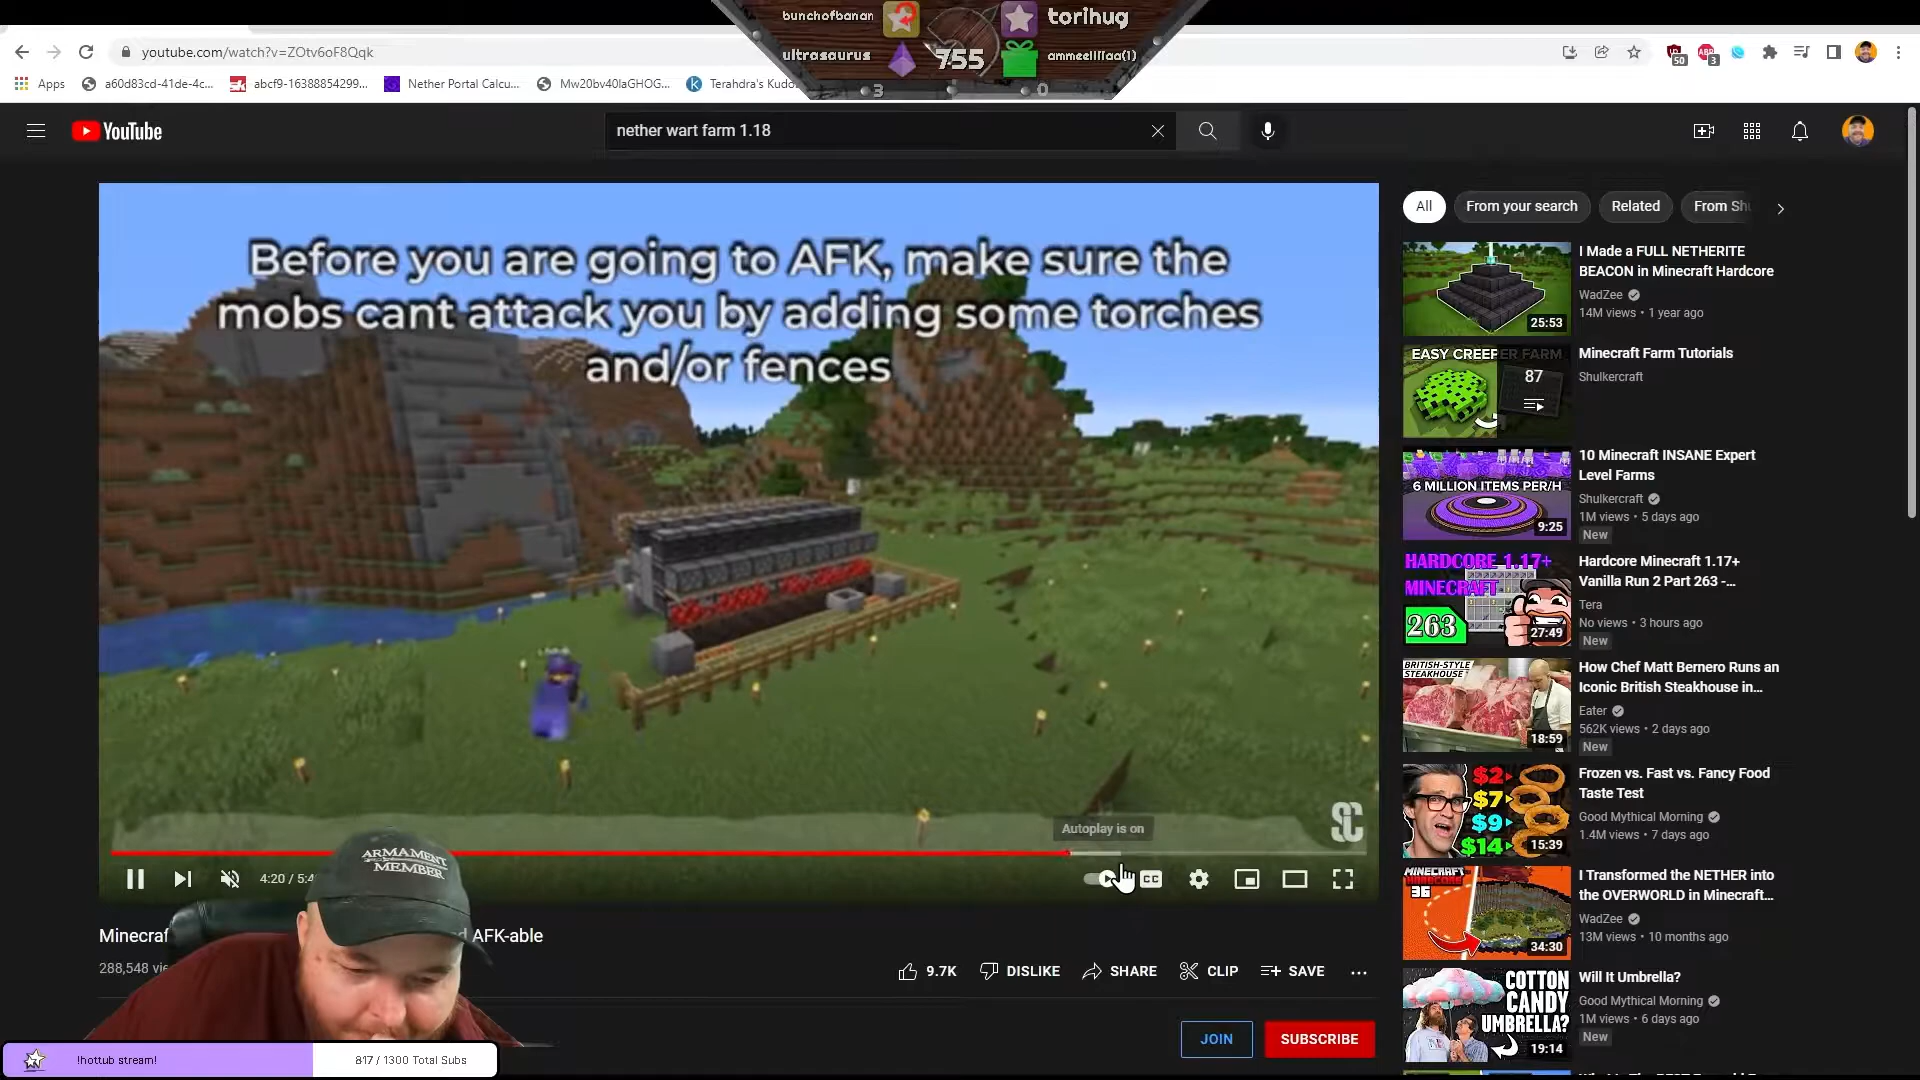 bunchofbanan
torihug
ultrasaurus
755
ammeelliffaa(1)
3
0
youtube.com/watch?v=ZOtv6oF8Qqk
50
3
Apps
a60d83cd-41de-4c...
abcf9-16388854299...
Nether Portal Calcu...
Mw20bv40laGHOG...
Terahdra's Kudo
YouTube
nether wart farm 1.18
Before you are going to AFK, make sure the
mobs cant attack you by adding some torches
and/or fences
SC
Autoplay is on
4:20 / 5:4
CC
ARMAMENT
MEMBER
AFK-able
288,548
9.7K
DISLIKE
SHARE
CLIP
SAVE
JOIN
SUBSCRIBE
!hottub stream!
817 / 1300 Total Subs
All
From your search
Related
From Shu
I Made a FULL NETHERITE
BEACON in Minecraft Hardcore
WadZee
14M views • 1 year ago
25:53
EASY CREEPER FARM
87
Minecraft Farm Tutorials
Shulkercraft
6 MILLION ITEMS PER/H
9:25
10 Minecraft INSANE Expert
Level Farms
Shulkercraft
1M views • 5 days ago
New
HARDCORE 1.17+
MINECRAFT
263
27:49
Hardcore Minecraft 1.17+
Vanilla Run 2 Part 263 -...
Tera
No views • 3 hours ago
New
BRITISH-STYLE
STEAKHOUSE
18:59
How Chef Matt Bernero Runs an
Iconic British Steakhouse in...
Eater
562K views • 2 days ago
New
$2
$7
$9
$14
15:39
Frozen vs. Fast vs. Fancy Food
Taste Test
Good Mythical Morning
1.4M views • 7 days ago
MINECRAFT
HARDCORE
36
34:30
I Transformed the NETHER into
the OVERWORLD in Minecraft...
WadZee
13M views • 10 months ago
COTTON
CANDY
UMBRELLA?
19:14
Will It Umbrella?
Good Mythical Morning
1M views • 6 days ago
New